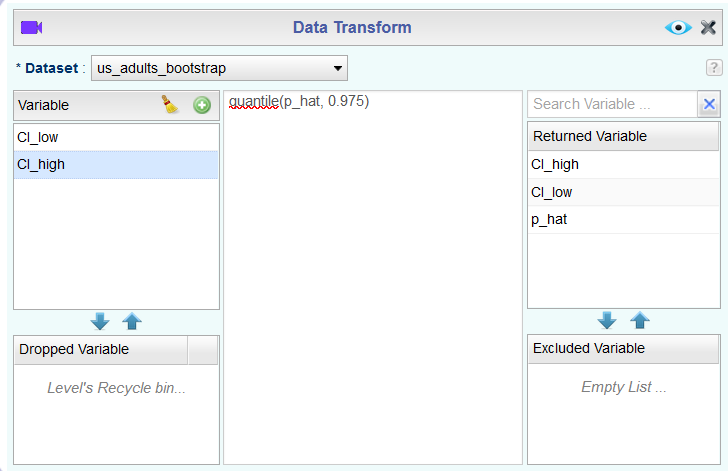 Data Transform
* Dataset : us_adults_bootstrap
?
Variable
CI_low
CI_high
quantile(p_hat, 0.975)
Search Variable ...
Returned Variable
CI_high
CI_low
p_hat
Dropped Variable
Level's Recycle bin...
Excluded Variable
Empty List ...